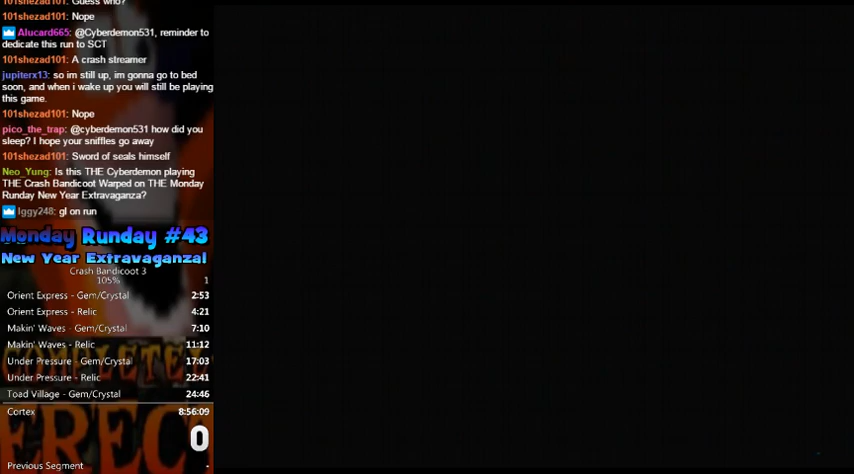 101shezad101: Guess who?
101shezad101: Nope
Alucard665: @Cyberdemon531, reminder to
dedicate this run to SCT
101shezad101: A crash streamer
jupiterx13: so im still up, im gonna go to bed
soon, and when i wake up you will still be playing
this game.
101shezad101: Nope
pico_the_trap: @cyberdemon531 how did you
sleep? I hope your sniffles go away
101shezad101: Sword of seals himself
Neo_Yung: Is this THE Cyberdemon playing
THE Crash Bandicoot Warped on THE Monday
Runday New Year Extravaganza?
Iggy248: gl on run
Monday Runday #43
New Year Extravaganza!
Crash Bandicoot 3
105% 1
Orient Express - Gem/Crystal 2:53
Orient Express - Relic 4:21
Makin' Waves - Gem/Crystal 7:10
Makin' Waves - Relic 11:12
Under Pressure - Gem/Crystal 17:03
Under Pressure - Relic 22:41
Toad Village - Gem/Crystal 24:46
Cortex 8:56:09
0
Previous Segment -